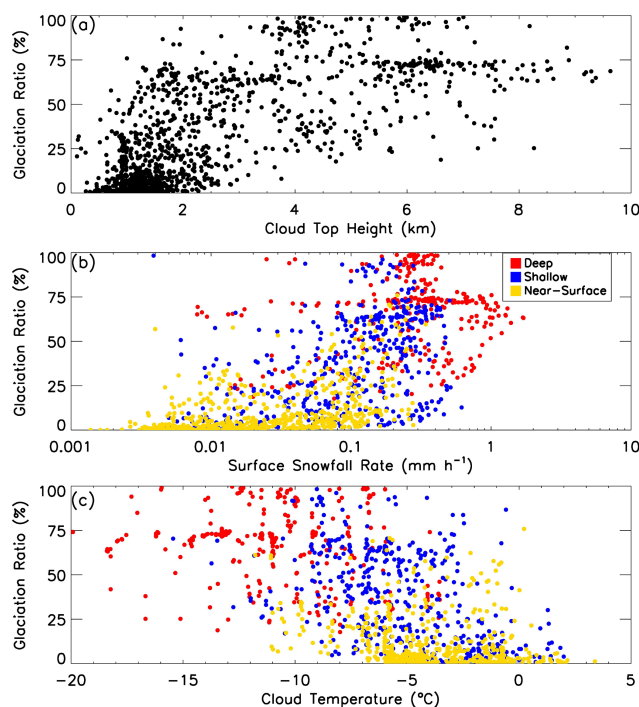 (a)
Glaciation Ratio (%)
100
75
50
25
0
0 2 4 6 8 10
Cloud Top Height (km)
(b)
Glaciation Ratio (%)
100
75
50
25
0
Deep
Shallow
Near-Surface
0.001 0.01 0.1 1 10
Surface Snowfall Rate (mm h⁻¹)
(c)
Glaciation Ratio (%)
100
75
50
25
0
-20 -15 -10 -5 0 5
Cloud Temperature (°C)